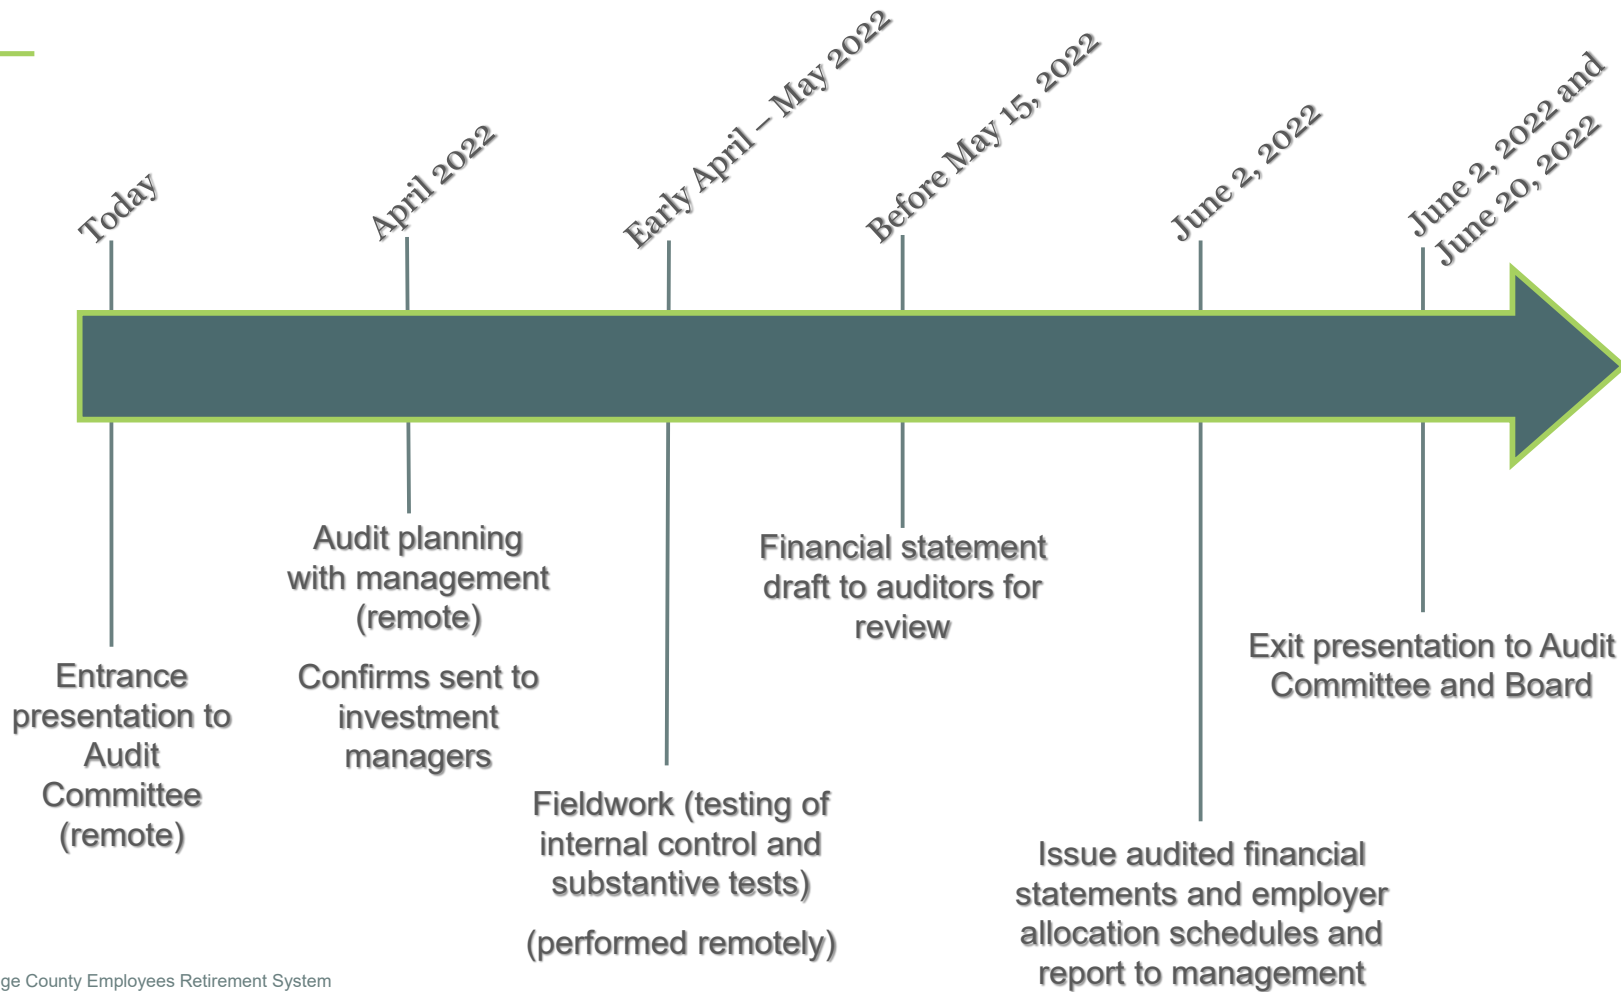 Today
April 2022
Early April – May 2022
Before May 15, 2022
June 2, 2022
June 2, 2022 and
June 20, 2022
Entrance
presentation to
Audit
Committee
(remote)
Audit planning
with management
(remote)
Confirms sent to
investment
managers
Fieldwork (testing of
internal control and
substantive tests)
(performed remotely)
Financial statement
draft to auditors for
review
Issue audited financial
statements and employer
allocation schedules and
report to management
Exit presentation to Audit
Committee and Board
ge County Employees Retirement System